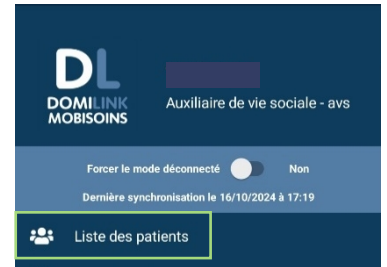 DL
DOMILINK
MOBISOINS
Auxiliaire de vie sociale - avs
Forcer le mode déconnecté Non
Dernière synchronisation le 16/10/2024 à 17:19
Liste des patients